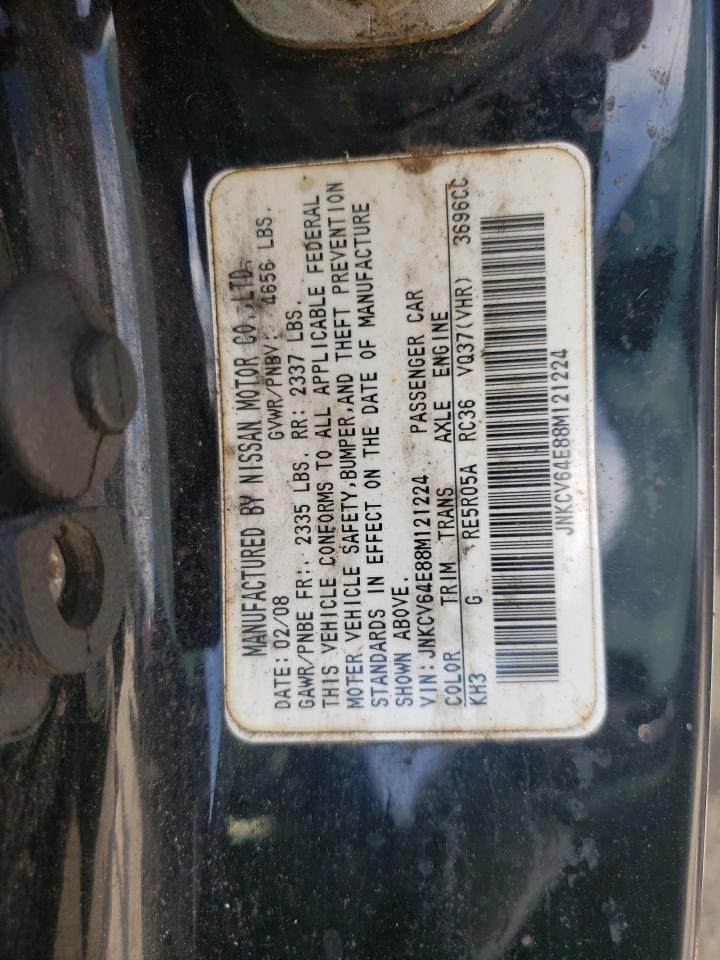 MANUFACTURED BY NISSAN MOTOR CO.,LTD.
DATE: 02/08 GVWR/PNBV: 4656 LBS.
GAWR/PNBE FR: 2335 LBS. RR: 2337 LBS.
THIS VEHICLE CONFORMS TO ALL APPLICABLE FEDERAL
MOTER VEHICLE SAFETY,BUMPER,AND THEFT PREVENTION
STANDARDS IN EFFECT ON THE DATE OF MANUFACTURE
SHOWN ABOVE.
VIN: JNKCV64E88M121224 PASSENGER CAR
COLOR TRIM TRANS AXLE ENGINE
KH3 G RE5R05A RC36 VQ37(VHR) 3696CC
JNKCV64E88M121224